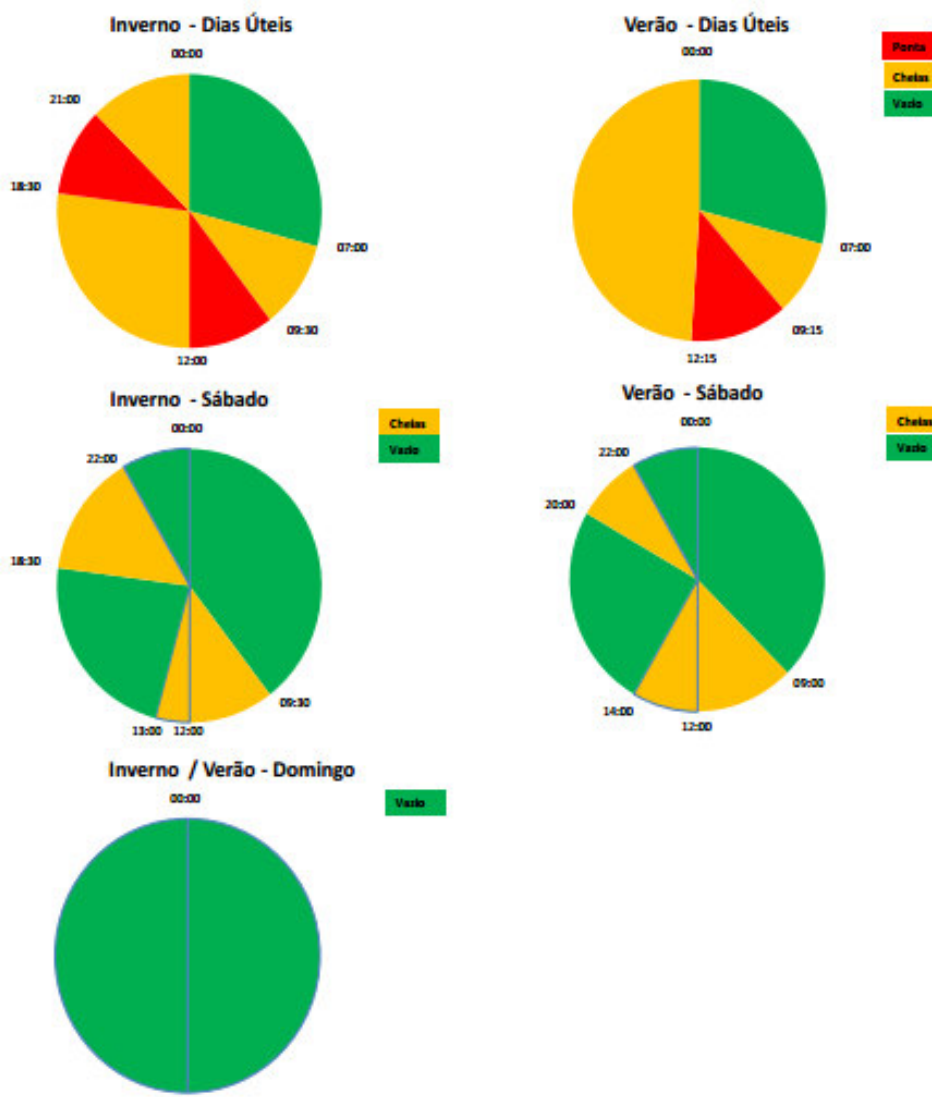 Inverno - Dias Úteis
00:00
21:00
18:30
07:00
09:30
12:00
Verão - Dias Úteis
00:00
07:00
09:15
12:15
Ponta
Cheias
Vazio
Inverno - Sábado
00:00
22:00
18:30
09:30
13:00 12:00
Cheias
Vazio
Verão - Sábado
00:00
22:00
20:00
09:00
14:00
12:00
Cheias
Vazio
Inverno / Verão - Domingo
00:00
Vazio